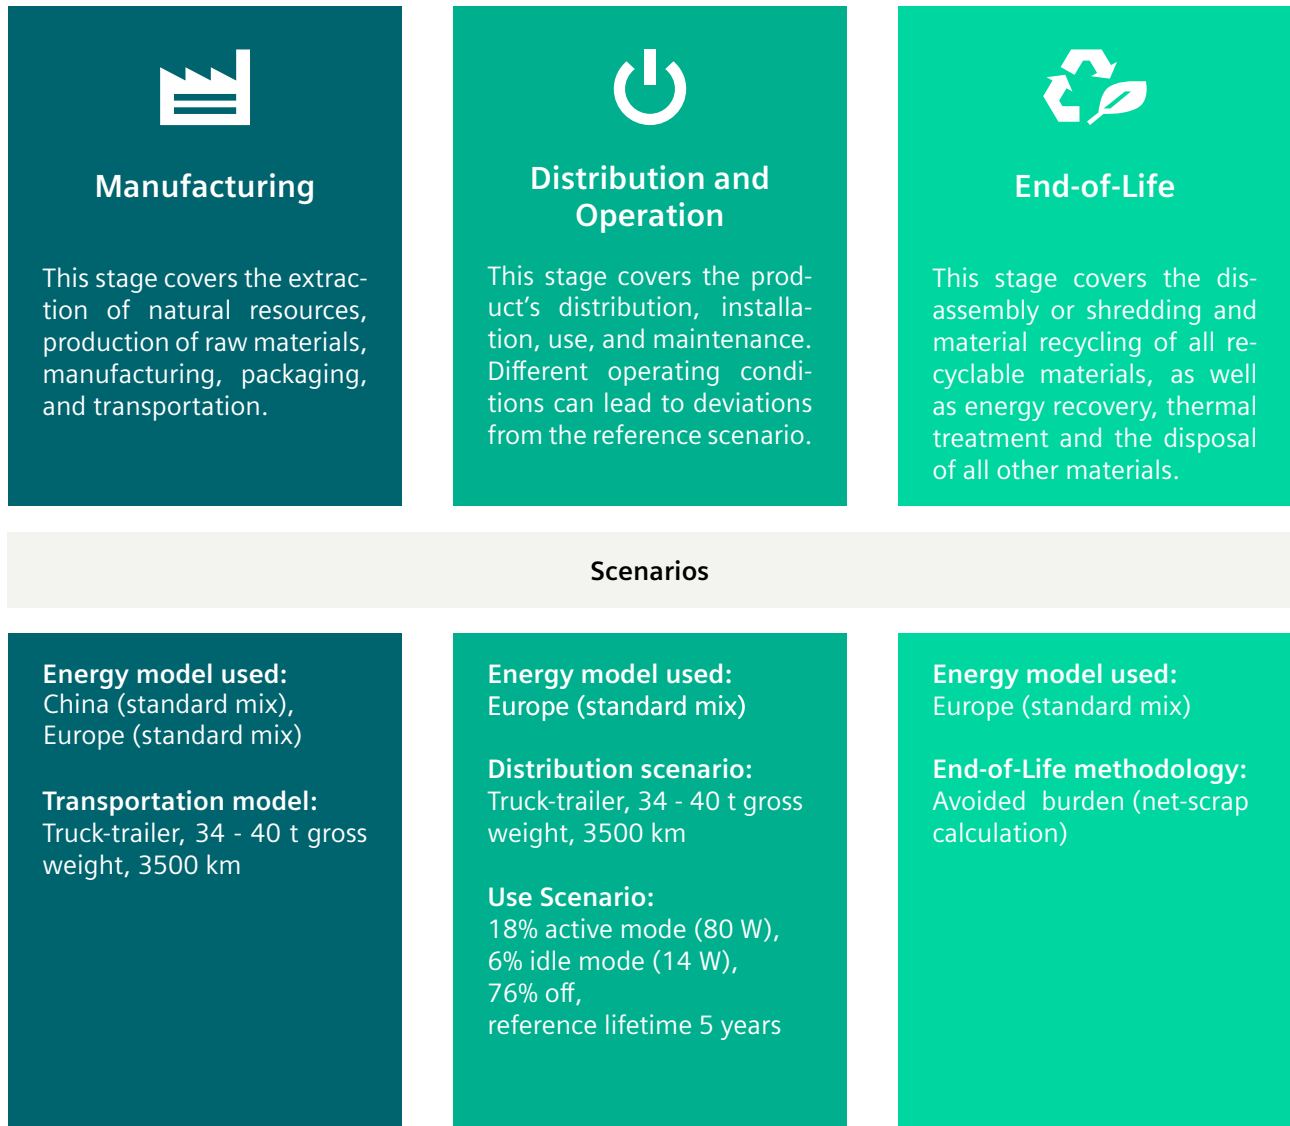 Manufacturing
This stage covers the extrac-
tion of natural resources,
production of raw materials,
manufacturing, packaging,
and transportation.
Distribution and
Operation
This stage covers the prod-
uct's distribution, installa-
tion, use, and maintenance.
Different operating condi-
tions can lead to deviations
from the reference scenario.
End-of-Life
This stage covers the dis-
assembly or shredding and
material recycling of all re-
cyclable materials, as well
as energy recovery, thermal
treatment and the disposal
of all other materials.
Scenarios
Energy model used:
China (standard mix),
Europe (standard mix)
Transportation model:
Truck-trailer, 34 - 40 t gross
weight, 3500 km
Energy model used:
Europe (standard mix)
Distribution scenario:
Truck-trailer, 34 - 40 t gross
weight, 3500 km
Use Scenario:
18% active mode (80 W),
6% idle mode (14 W),
76% off,
reference lifetime 5 years
Energy model used:
Europe (standard mix)
End-of-Life methodology:
Avoided burden (net-scrap
calculation)